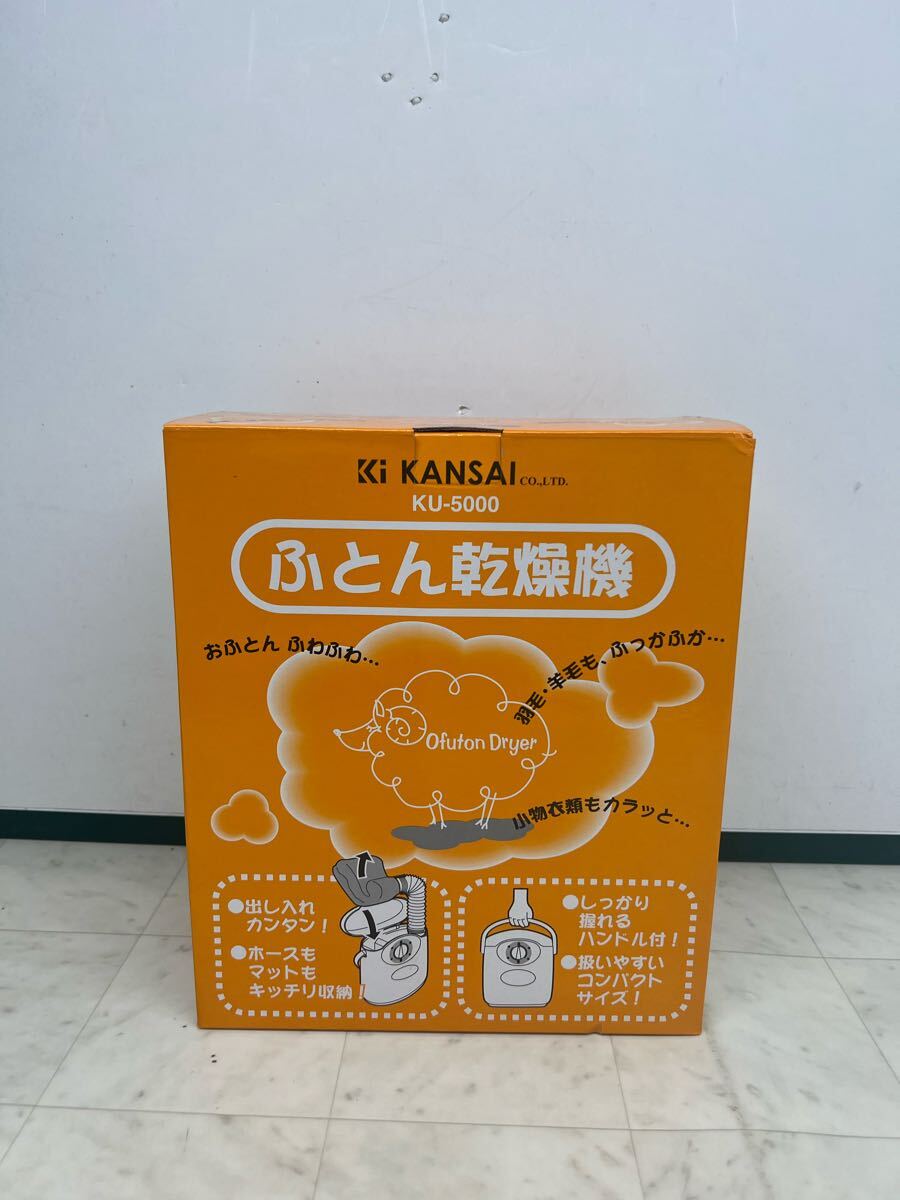 Ki KANSAI CO.,LTD.
KU-5000
ふとん乾燥機
おふとん ふわふわ…
羽毛・羊毛も、ふっかふか…
Ofuton Dryer
小物衣類もカラッと…
●出し入れ
カンタン！
●ホースも
マットも
キッチリ収納！
●しっかり
握れる
ハンドル付！
●扱いやすい
コンパクト
サイズ！